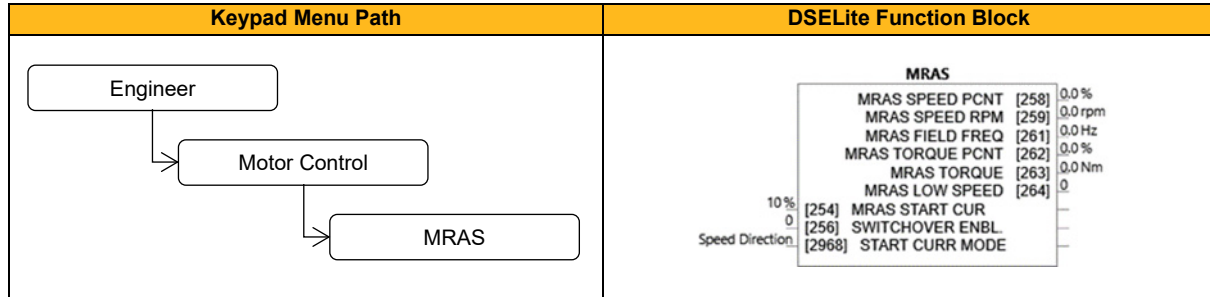 Keypad Menu Path
DSELite Function Block
Engineer
Motor Control
MRAS
MRAS
MRAS SPEED PCNT [258] 0.0 %
MRAS SPEED RPM [259] 0.0 rpm
MRAS FIELD FREQ [261] 0.0 Hz
MRAS TORQUE PCNT [262] 0.0 %
MRAS TORQUE [263] 0.0 Nm
MRAS LOW SPEED [264] 0
10 % [254] MRAS START CUR
0 [256] SWITCHOVER ENBL.
Speed Direction [2968] START CURR MODE